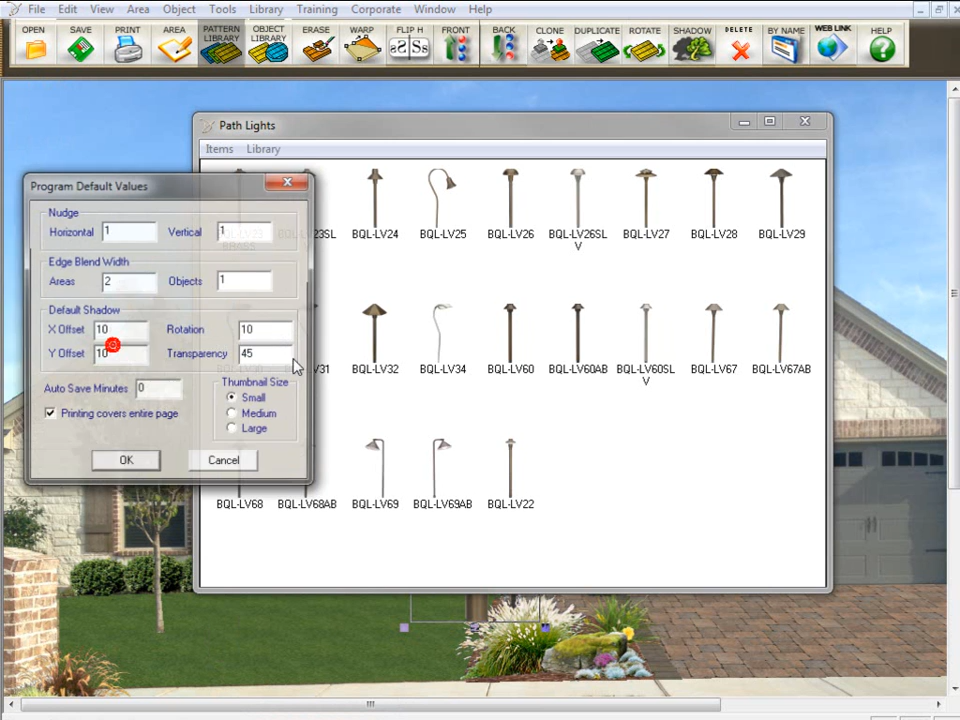 File Edit View Area Object Tools Library Training Corporate Window Help
OPEN SAVE PRINT AREA PATTERN LIBRARY OBJECT LIBRARY ERASE WARP FLIP H FRONT BACK CLONE DUPLICATE ROTATE SHADOW DELETE BY NAME WEB LINK HELP
Path Lights
Items Library
BQL-LV24 BQL-LV25 BQL-LV26 BQL-LV26SLV BQL-LV27 BQL-LV28 BQL-LV29
BQL-LV32 BQL-LV34 BQL-LV60 BQL-LV60AB BQL-LV60SLV BQL-LV67 BQL-LV67AB
BQL-LV68 BQL-LV68AB BQL-LV69 BQL-LV69AB BQL-LV22
Program Default Values
Nudge
Horizontal 1 Vertical 1
Edge Blend Width
Areas 2 Objects 1
Default Shadow
X Offset 10 Rotation 10
Y Offset 10 Transparency 45
Auto Save Minutes 0
Printing covers entire page
Thumbnail Size
Small
Medium
Large
OK Cancel